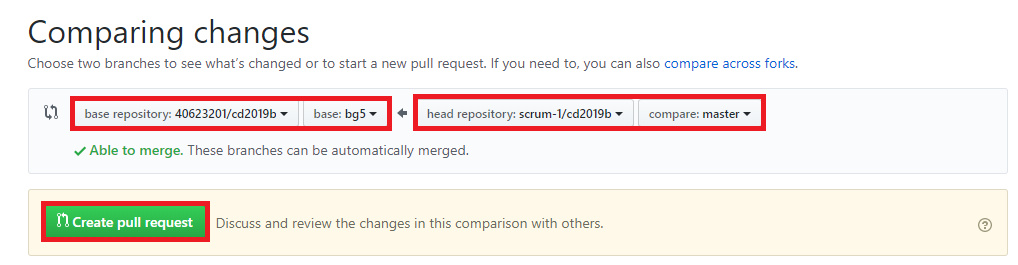 Comparing changes
Choose two branches to see what's changed or to start a new pull request. If you need to, you can also compare across forks.
base repository: 40623201/cd2019b base: bg5 head repository: scrum-1/cd2019b compare: master
Able to merge. These branches can be automatically merged.
Create pull request Discuss and review the changes in this comparison with others.